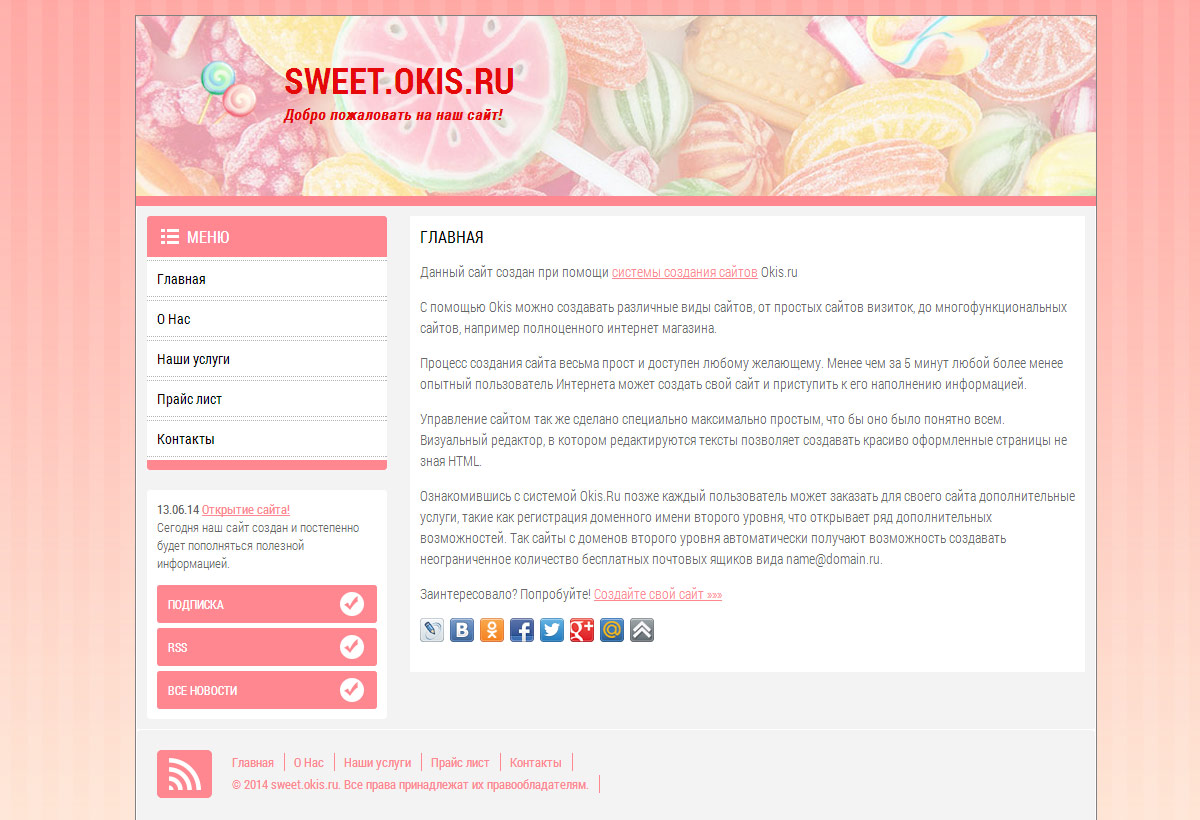 SWEET.OKIS.RU
Добро пожаловать на наш сайт!
МЕНЮ
Главная
О Нас
Наши услуги
Прайс лист
Контакты
13.06.14 Открытие сайта!
Сегодня наш сайт создан и постепенно
будет пополняться полезной
информацией.
ПОДПИСКА
RSS
ВСЕ НОВОСТИ
ГЛАВНАЯ
Данный сайт создан при помощи системы создания сайтов Okis.ru
С помощью Okis можно создавать различные виды сайтов, от простых сайтов визиток, до многофункциональных
сайтов, например полноценного интернет магазина.
Процесс создания сайта весьма прост и доступен любому желающему. Менее чем за 5 минут любой более менее
опытный пользователь Интернета может создать свой сайт и приступить к его наполнению информацией.
Управление сайтом так же сделано специально максимально простым, что бы оно было понятно всем.
Визуальный редактор, в котором редактируются тексты позволяет создавать красиво оформленные страницы не
зная HTML.
Ознакомившись с системой Okis.Ru позже каждый пользователь может заказать для своего сайта дополнительные
услуги, такие как регистрация доменного имени второго уровня, что открывает ряд дополнительных
возможностей. Так сайты с доменов второго уровня автоматически получают возможность создавать
неограниченное количество бесплатных почтовых ящиков вида name@domain.ru.
Заинтересовало? Попробуйте! Создайте свой сайт »»»
Главная О Нас Наши услуги Прайс лист Контакты
© 2014 sweet.okis.ru. Все права принадлежат их правообладателям.